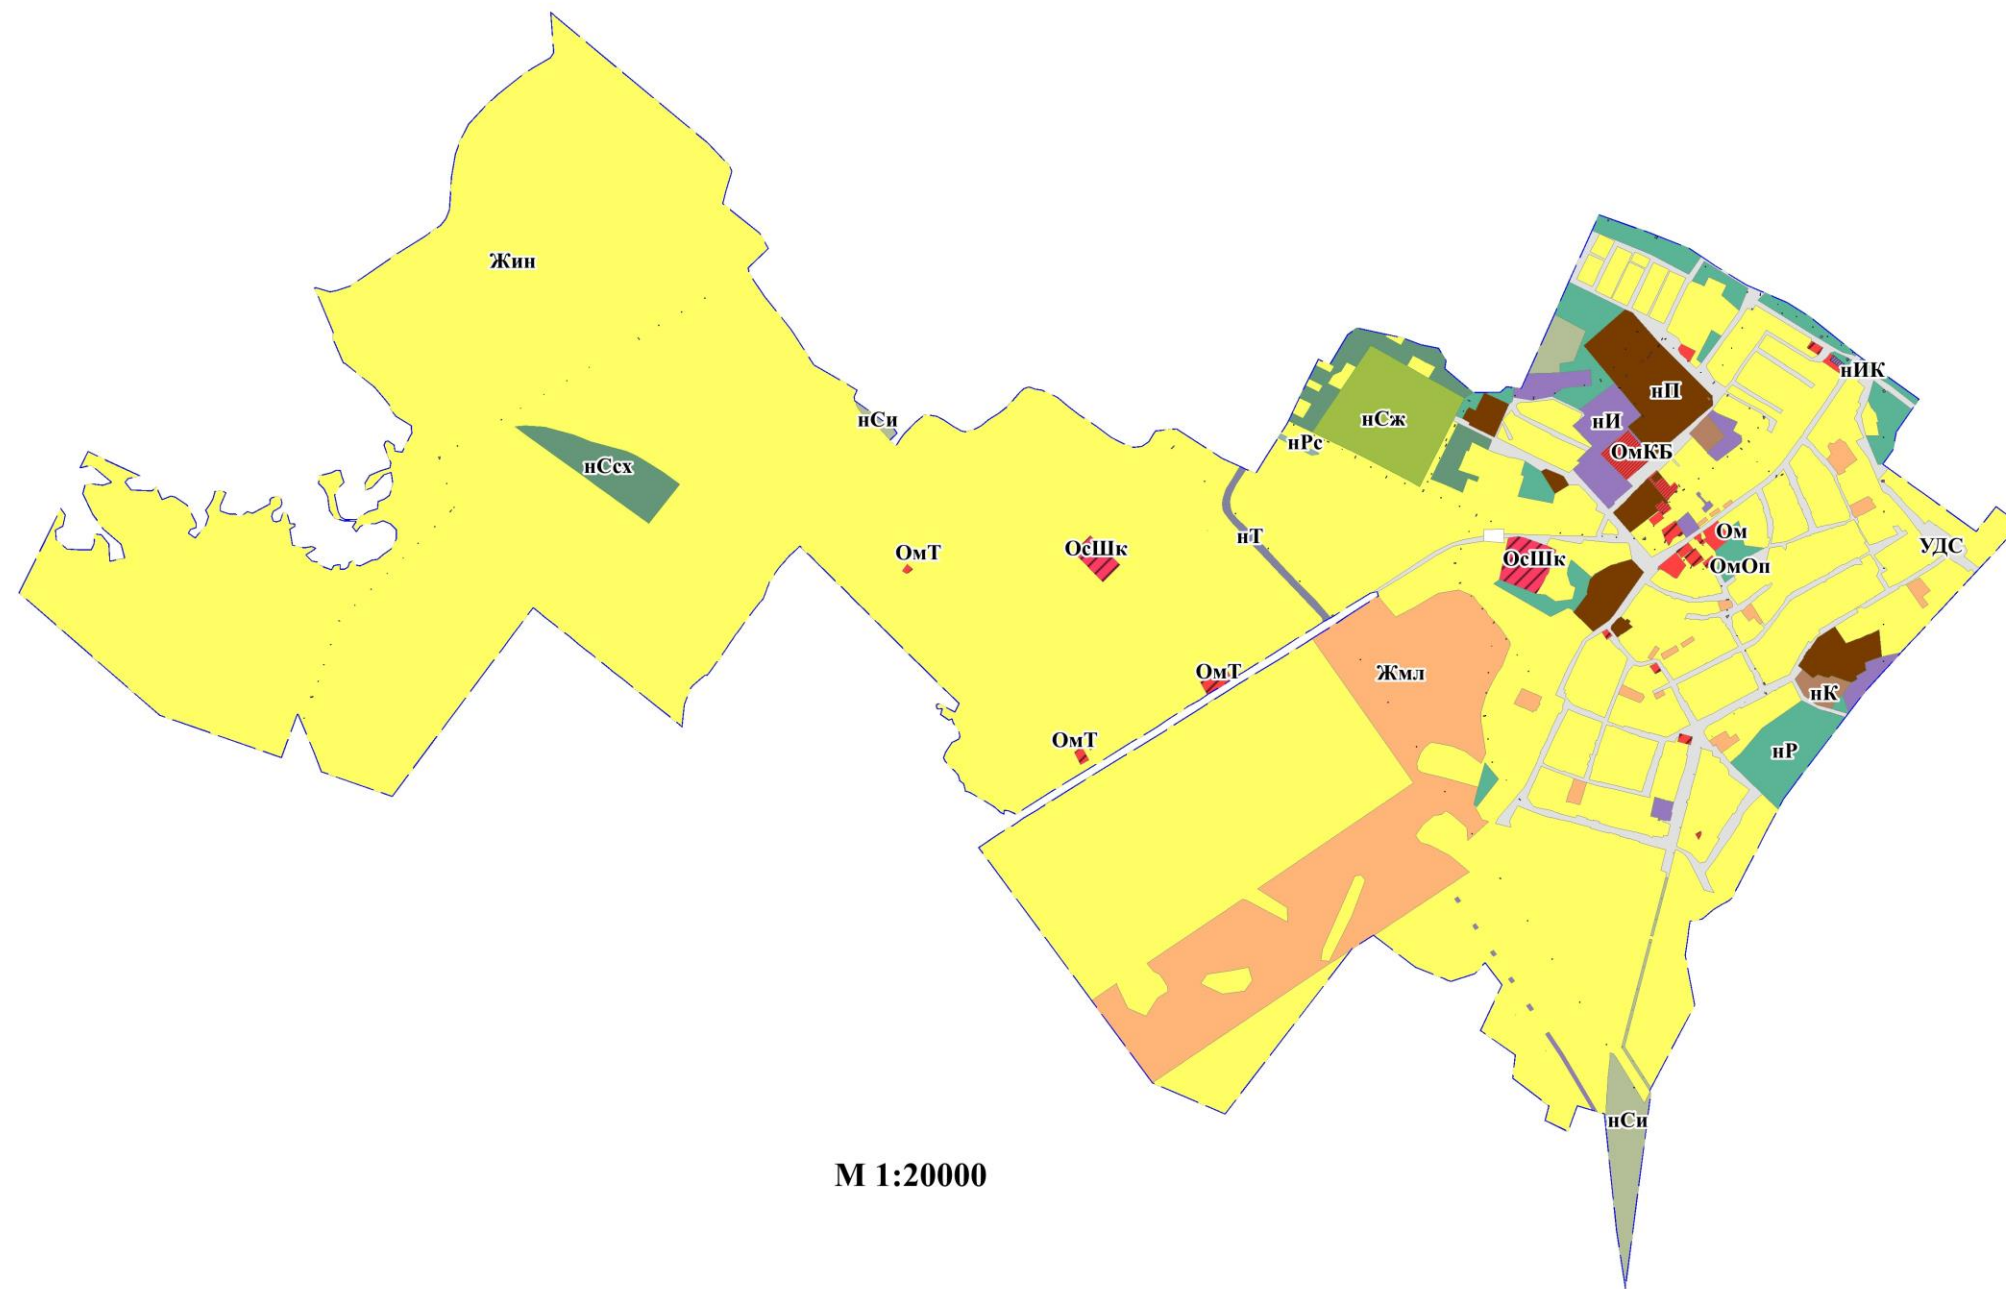 Жин
нИК
нП
нСи
нСж
нИ
нРс
ОмКБ
нСсх
Ом
нТ
УДС
ОсШк
ОмТ
ОсШк
ОмОп
ОмТ
Жмл
нК
ОмТ
нР
нСи
М 1:20000